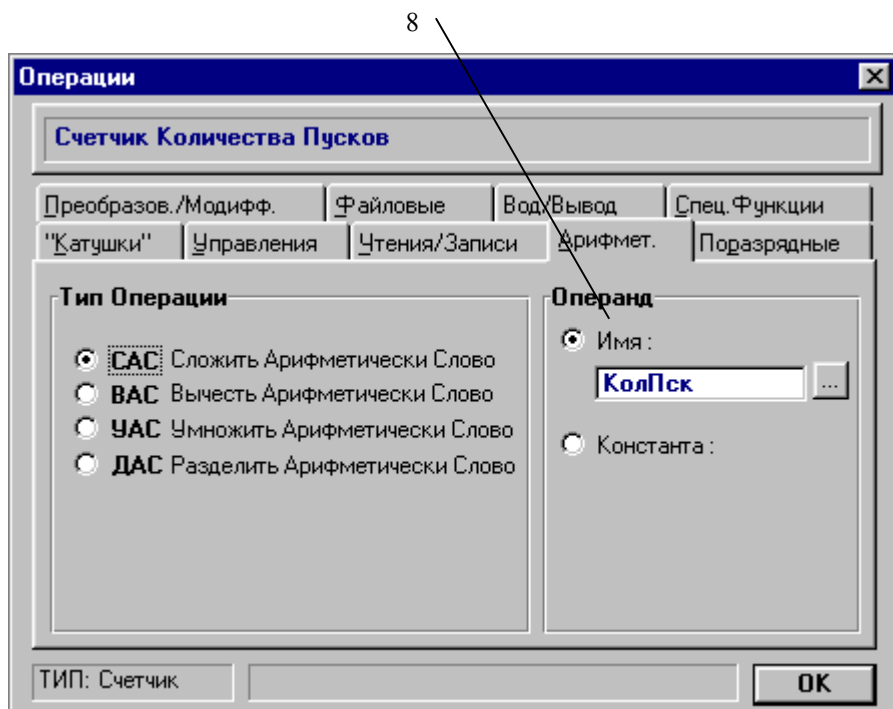 8
Операции
Счетчик Количества Пусков
Преобразов./Модифф. Файловые Вод/Вывод Спец.Функции
"Катушки" Управления Чтения/Записи Арифмет. Поразрядные
Тип Операции
САС Сложить Арифметически Слово
ВАС Вычесть Арифметически Слово
УАС Умножить Арифметически Слово
ДАС Разделить Арифметически Слово
Операнд
Имя :
КолПск ...
Константа :
ТИП: Счетчик
OK